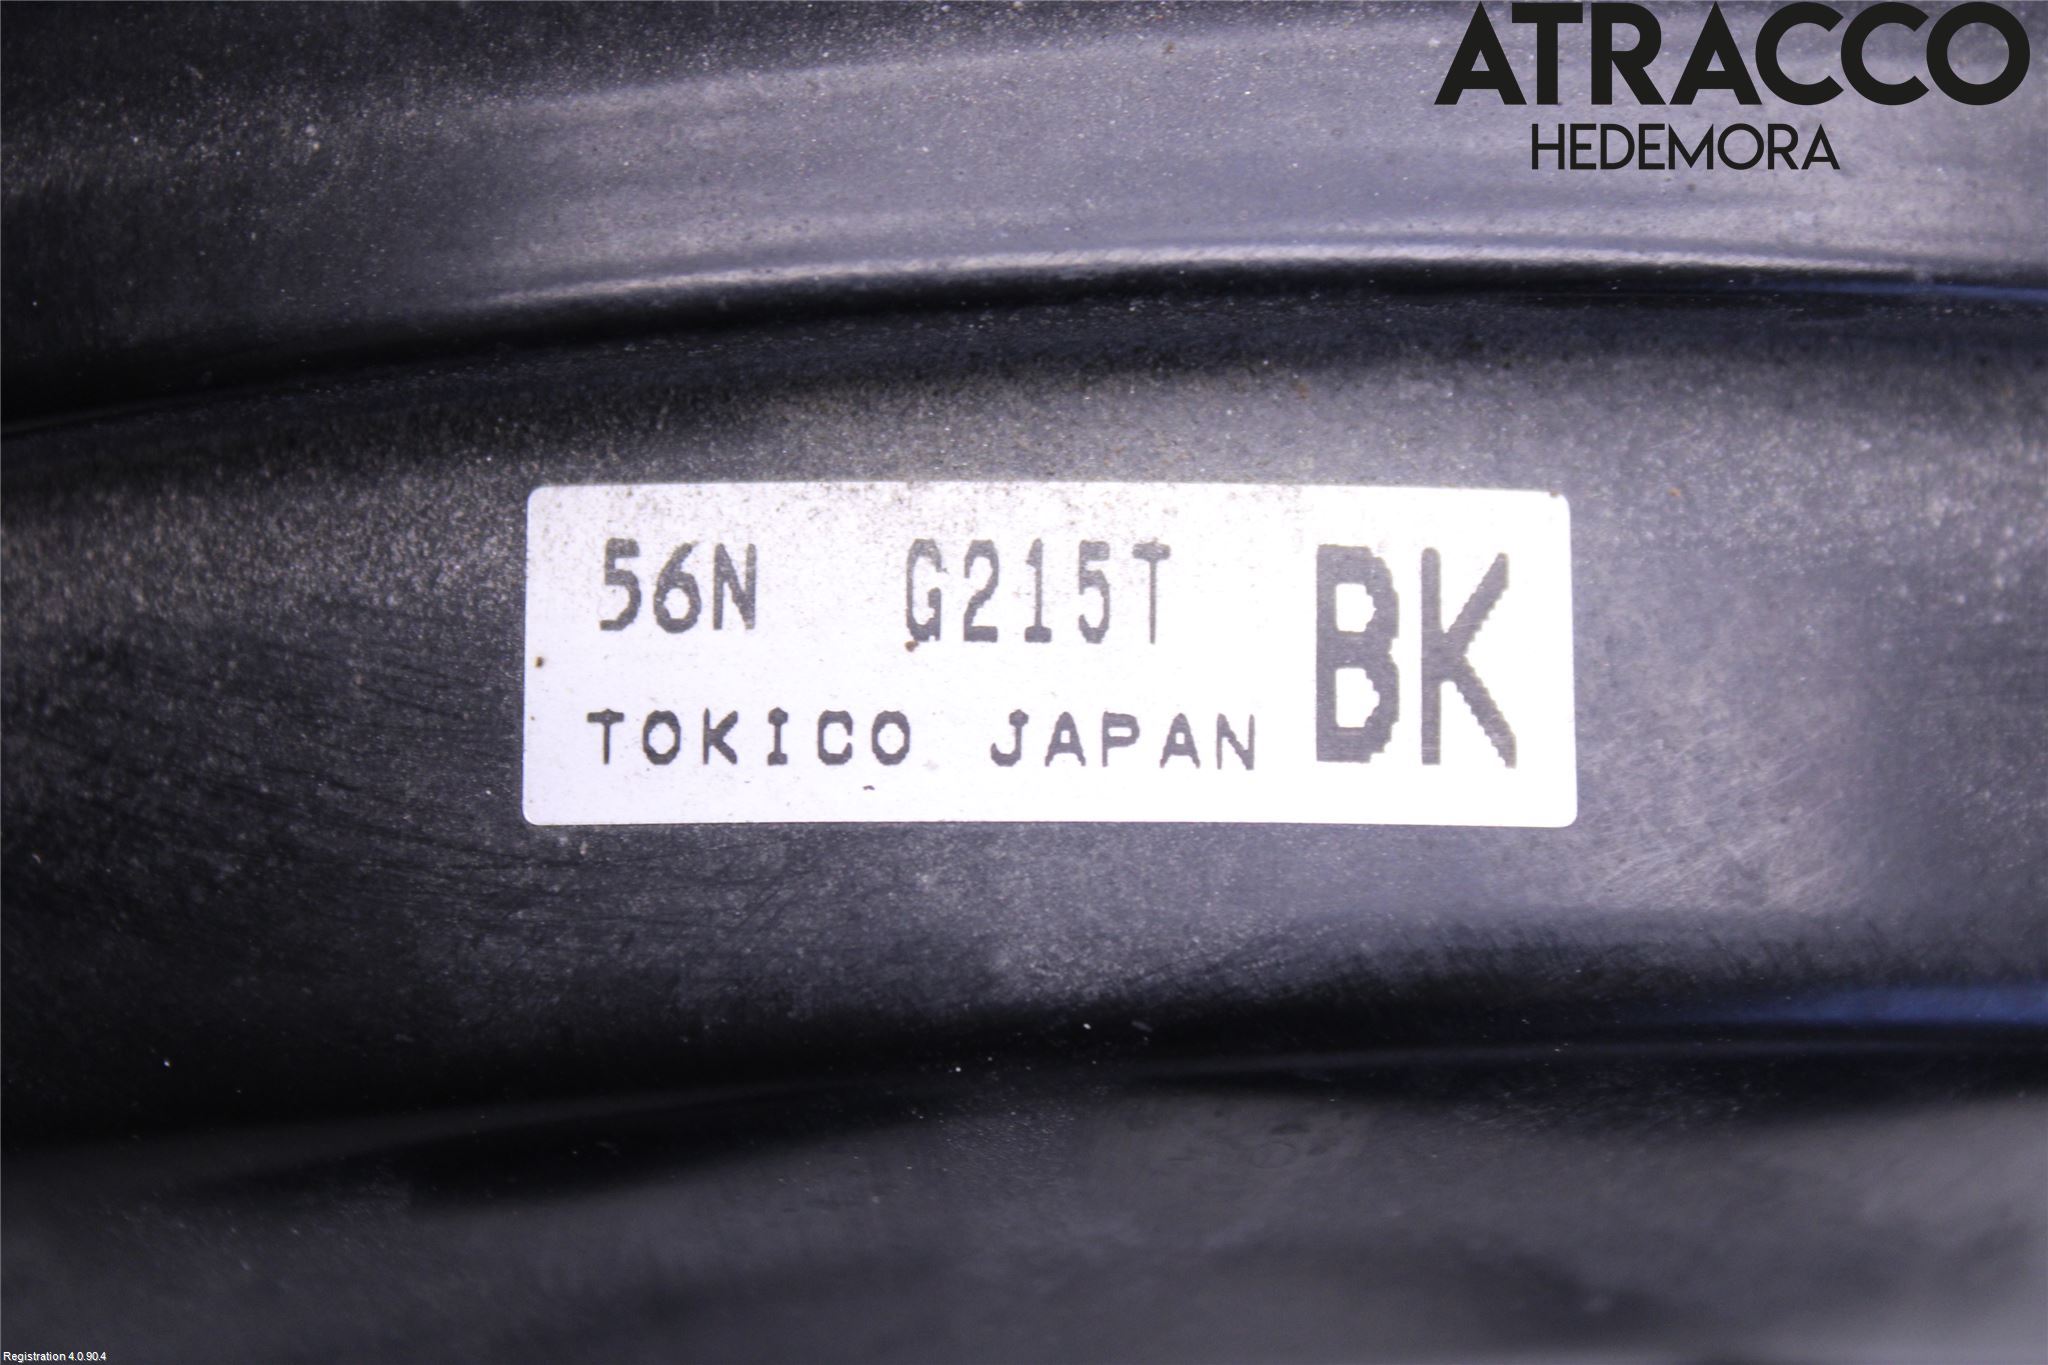 ATRACCO
HEDEMORA
56N G215T BK
TOKICO JAPAN
Registration 4.0.90.4